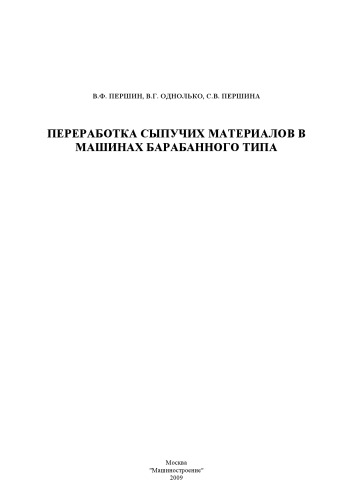 В.Ф. ПЕРШИН, В.Г. ОДНОЛЬКО, С.В. ПЕРШИНА
ПЕРЕРАБОТКА СЫПУЧИХ МАТЕРИАЛОВ В
МАШИНАХ БАРАБАННОГО ТИПА
Москва
"Машиностроение"
2009